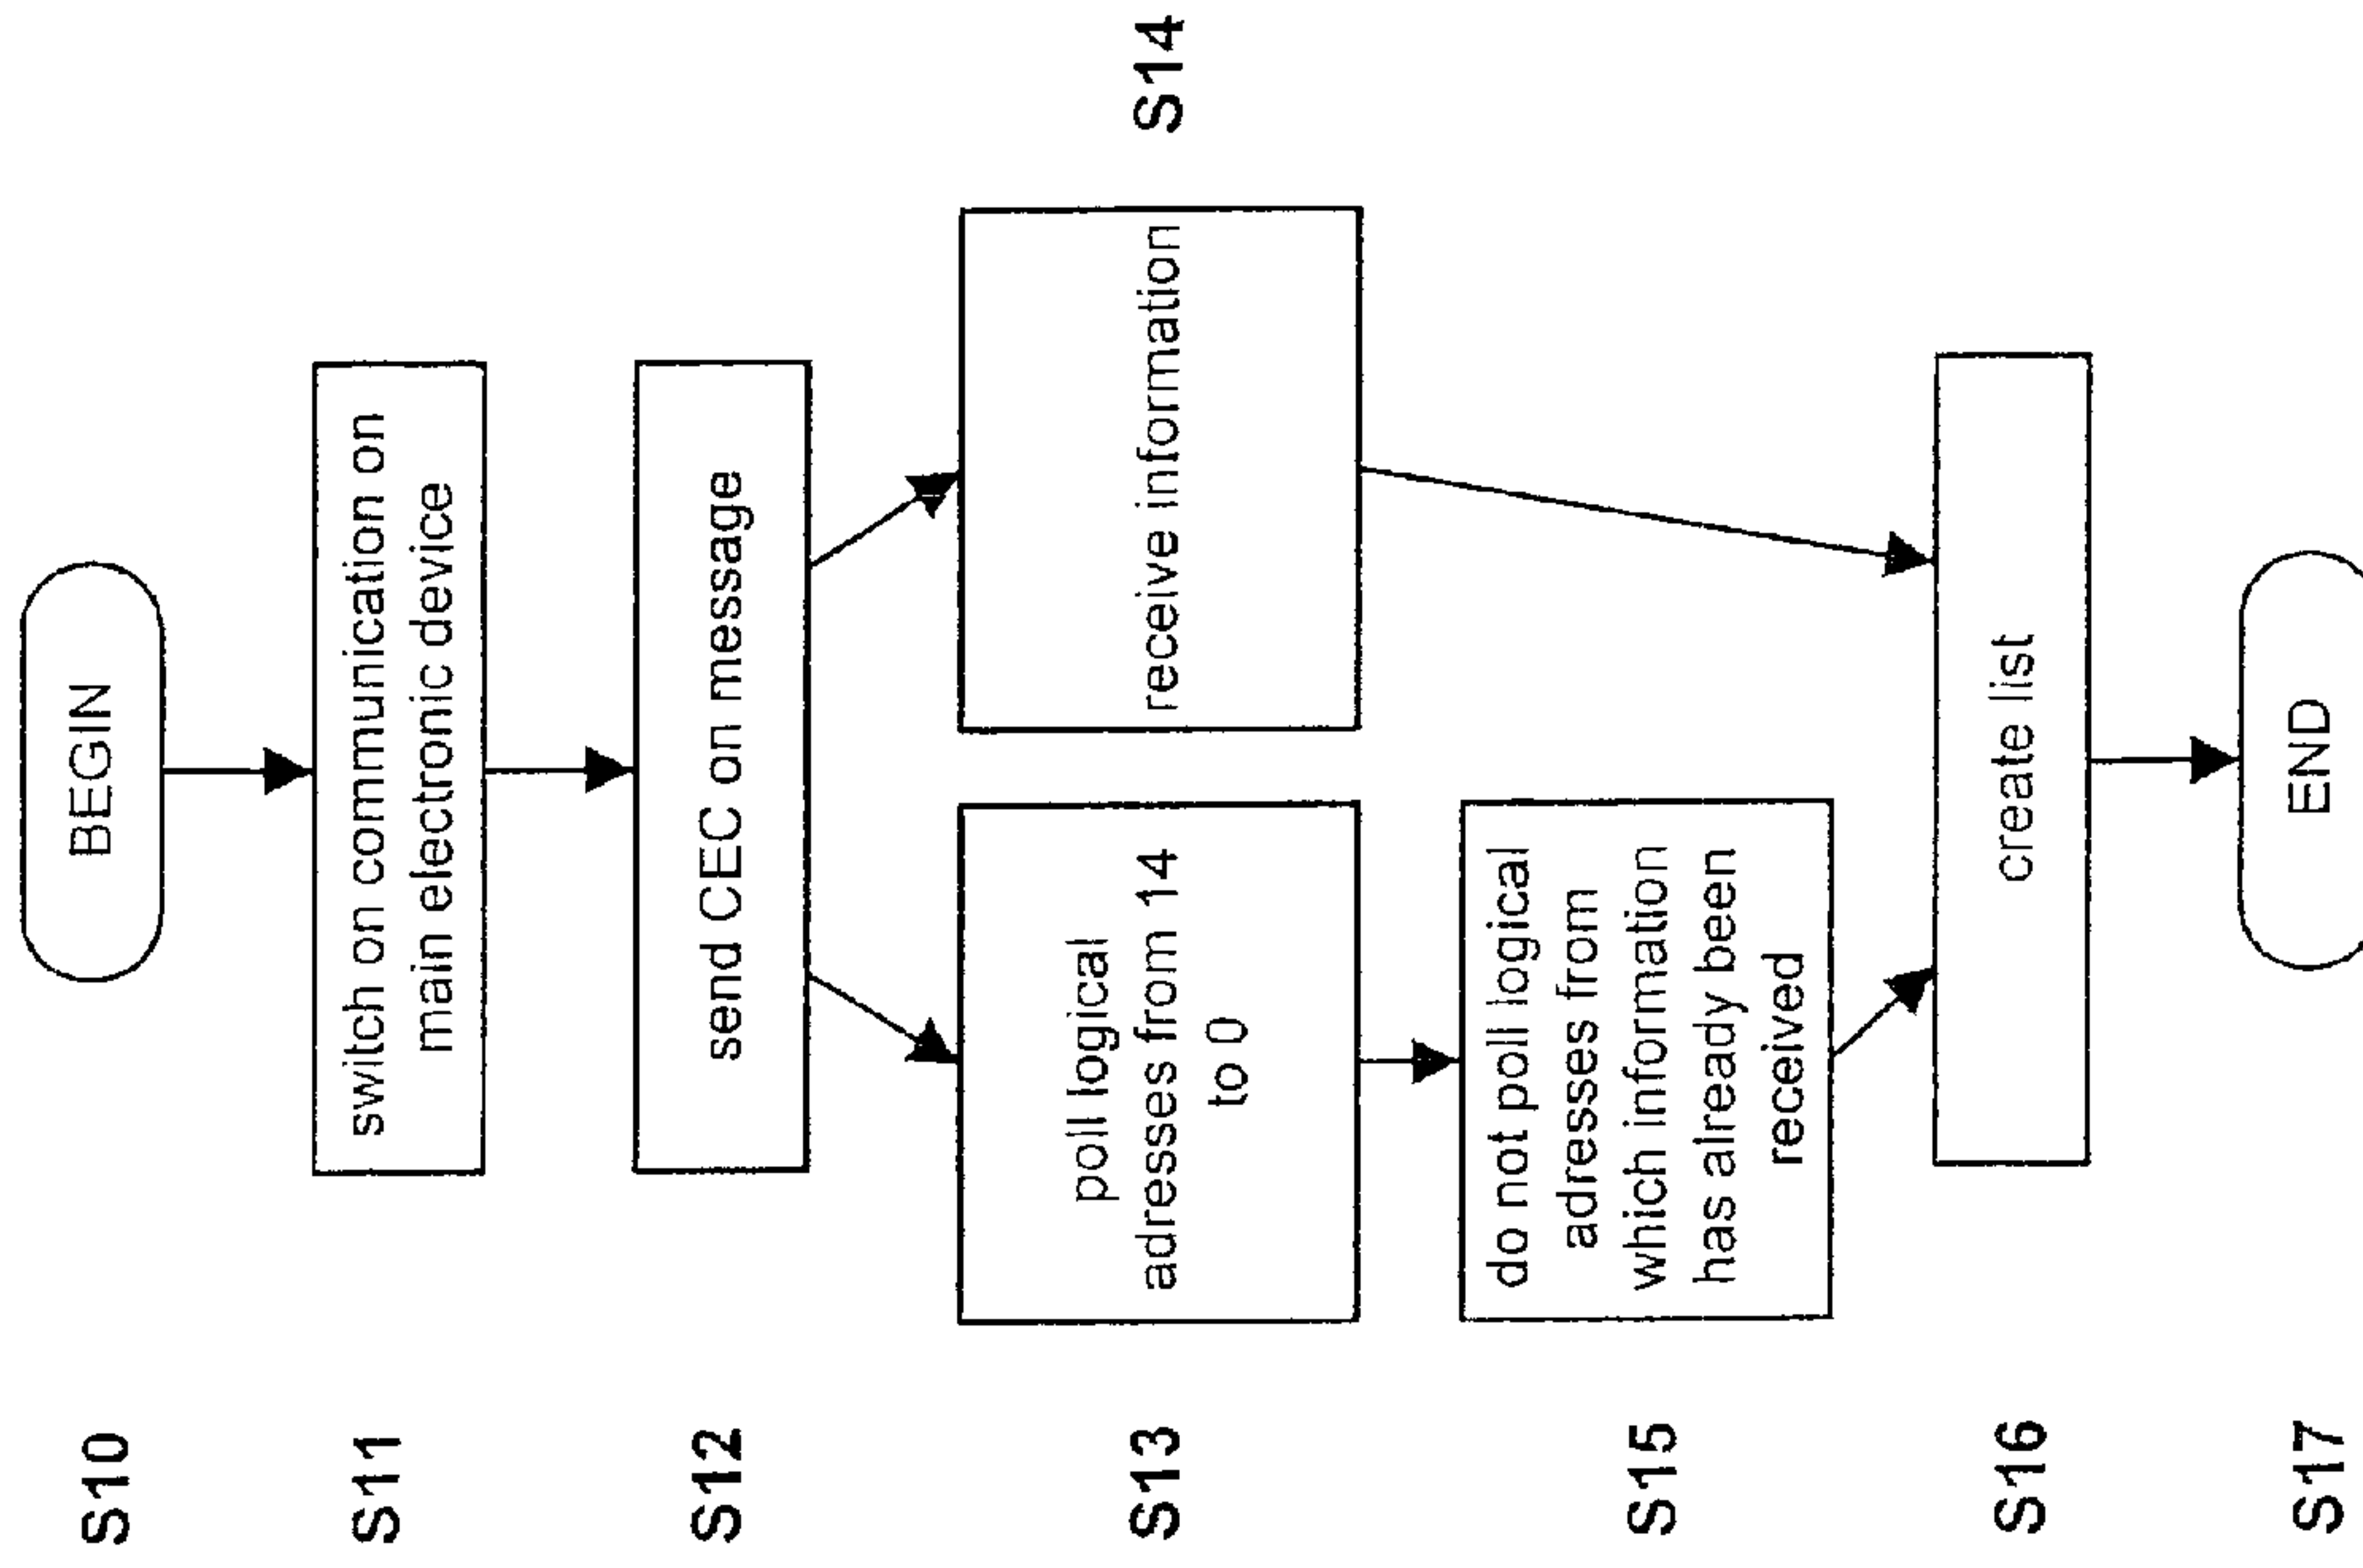 S10
BEGIN
S11
switch on communication on
main electronic device
S12
send CEC on message
S13
poll logical
adresses from 14
to 0
receive information
S14
S15
do not poll logical
adresses from
which information
has already been
received
S16
create list
S17
END